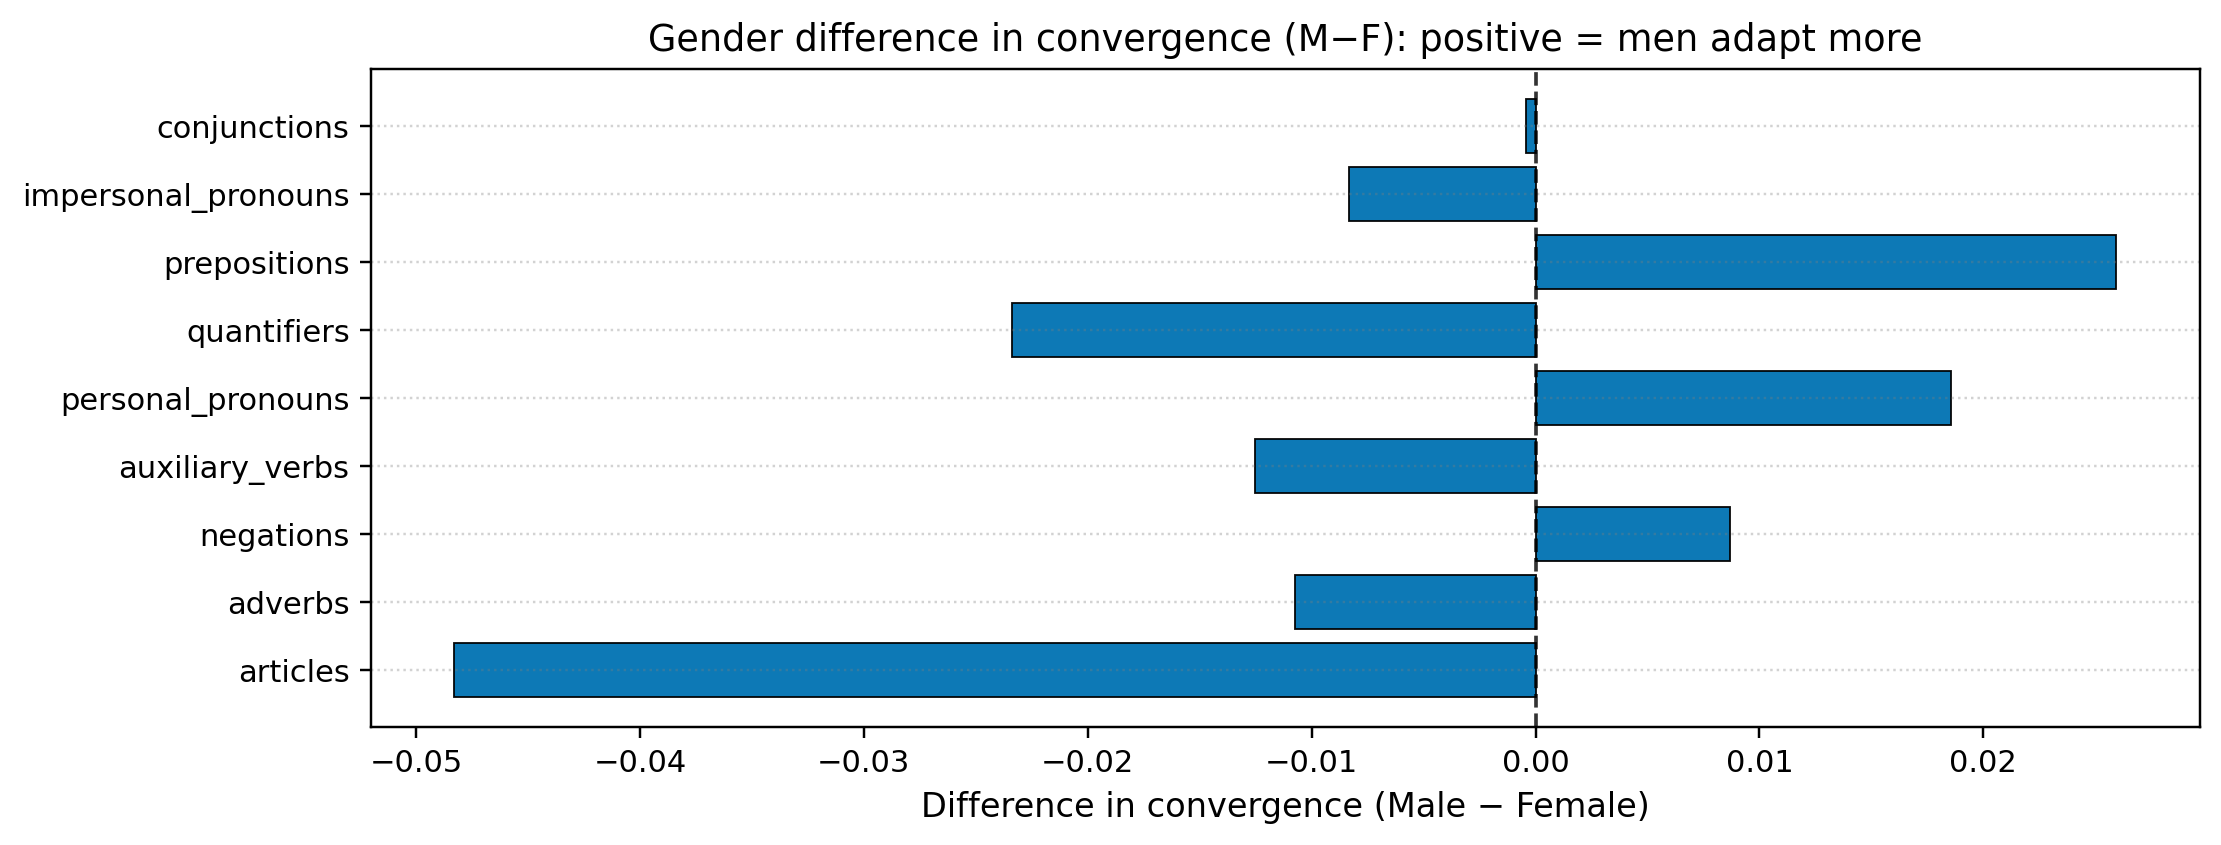 Gender difference in convergence (M−F): positive = men adapt more
conjunctions
impersonal_pronouns
prepositions
quantifiers
personal_pronouns
auxiliary_verbs
negations
adverbs
articles
−0.05 −0.04 −0.03 −0.02 −0.01 0.00 0.01 0.02
Difference in convergence (Male − Female)